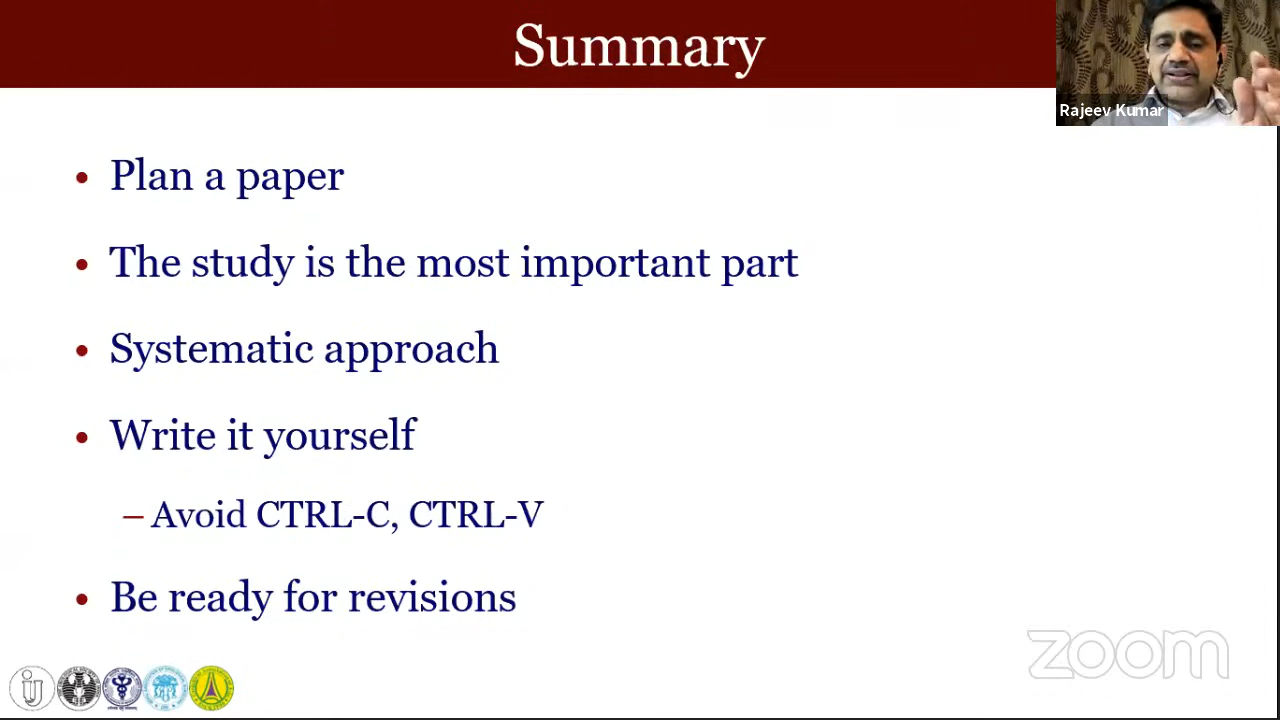 Summary
Rajeev Kumar
• Plan a paper
• The study is the most important part
• Systematic approach
• Write it yourself
– Avoid CTRL-C, CTRL-V
• Be ready for revisions
zoom